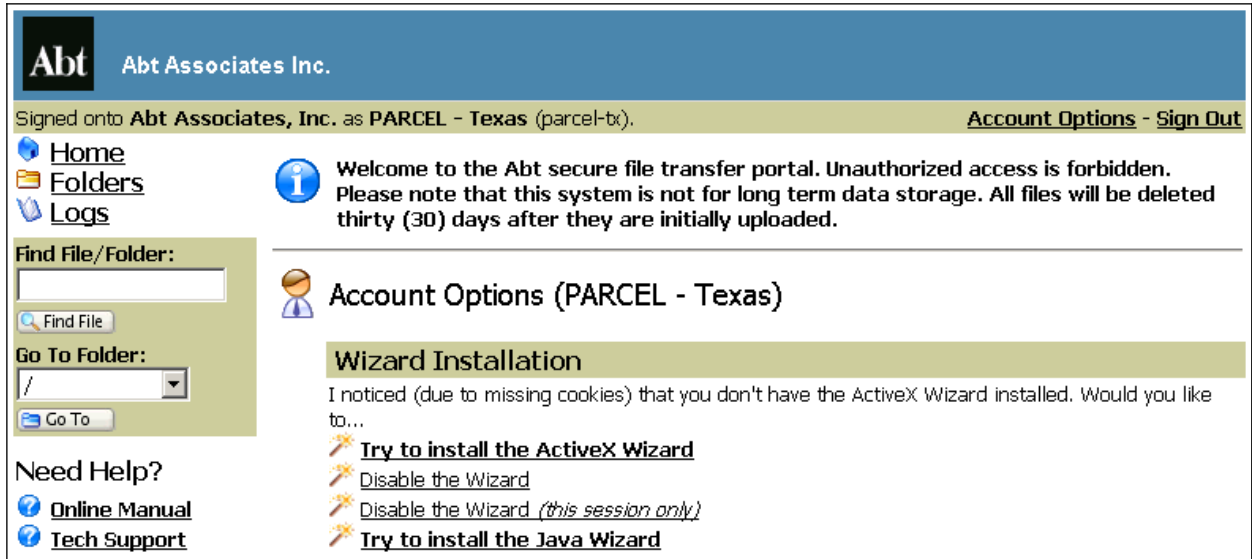 Abt
Abt Associates Inc.
Signed onto Abt Associates, Inc. as PARCEL - Texas (parcel-tx).
Account Options - Sign Out
Home
Folders
Logs
Find File/Folder:
Find File
Go To Folder:
/
Go To
Need Help?
Online Manual
Tech Support
Welcome to the Abt secure file transfer portal. Unauthorized access is forbidden.
Please note that this system is not for long term data storage. All files will be deleted
thirty (30) days after they are initially uploaded.
Account Options (PARCEL - Texas)
Wizard Installation
I noticed (due to missing cookies) that you don't have the ActiveX Wizard installed. Would you like
to...
Try to install the ActiveX Wizard
Disable the Wizard
Disable the Wizard (this session only)
Try to install the Java Wizard